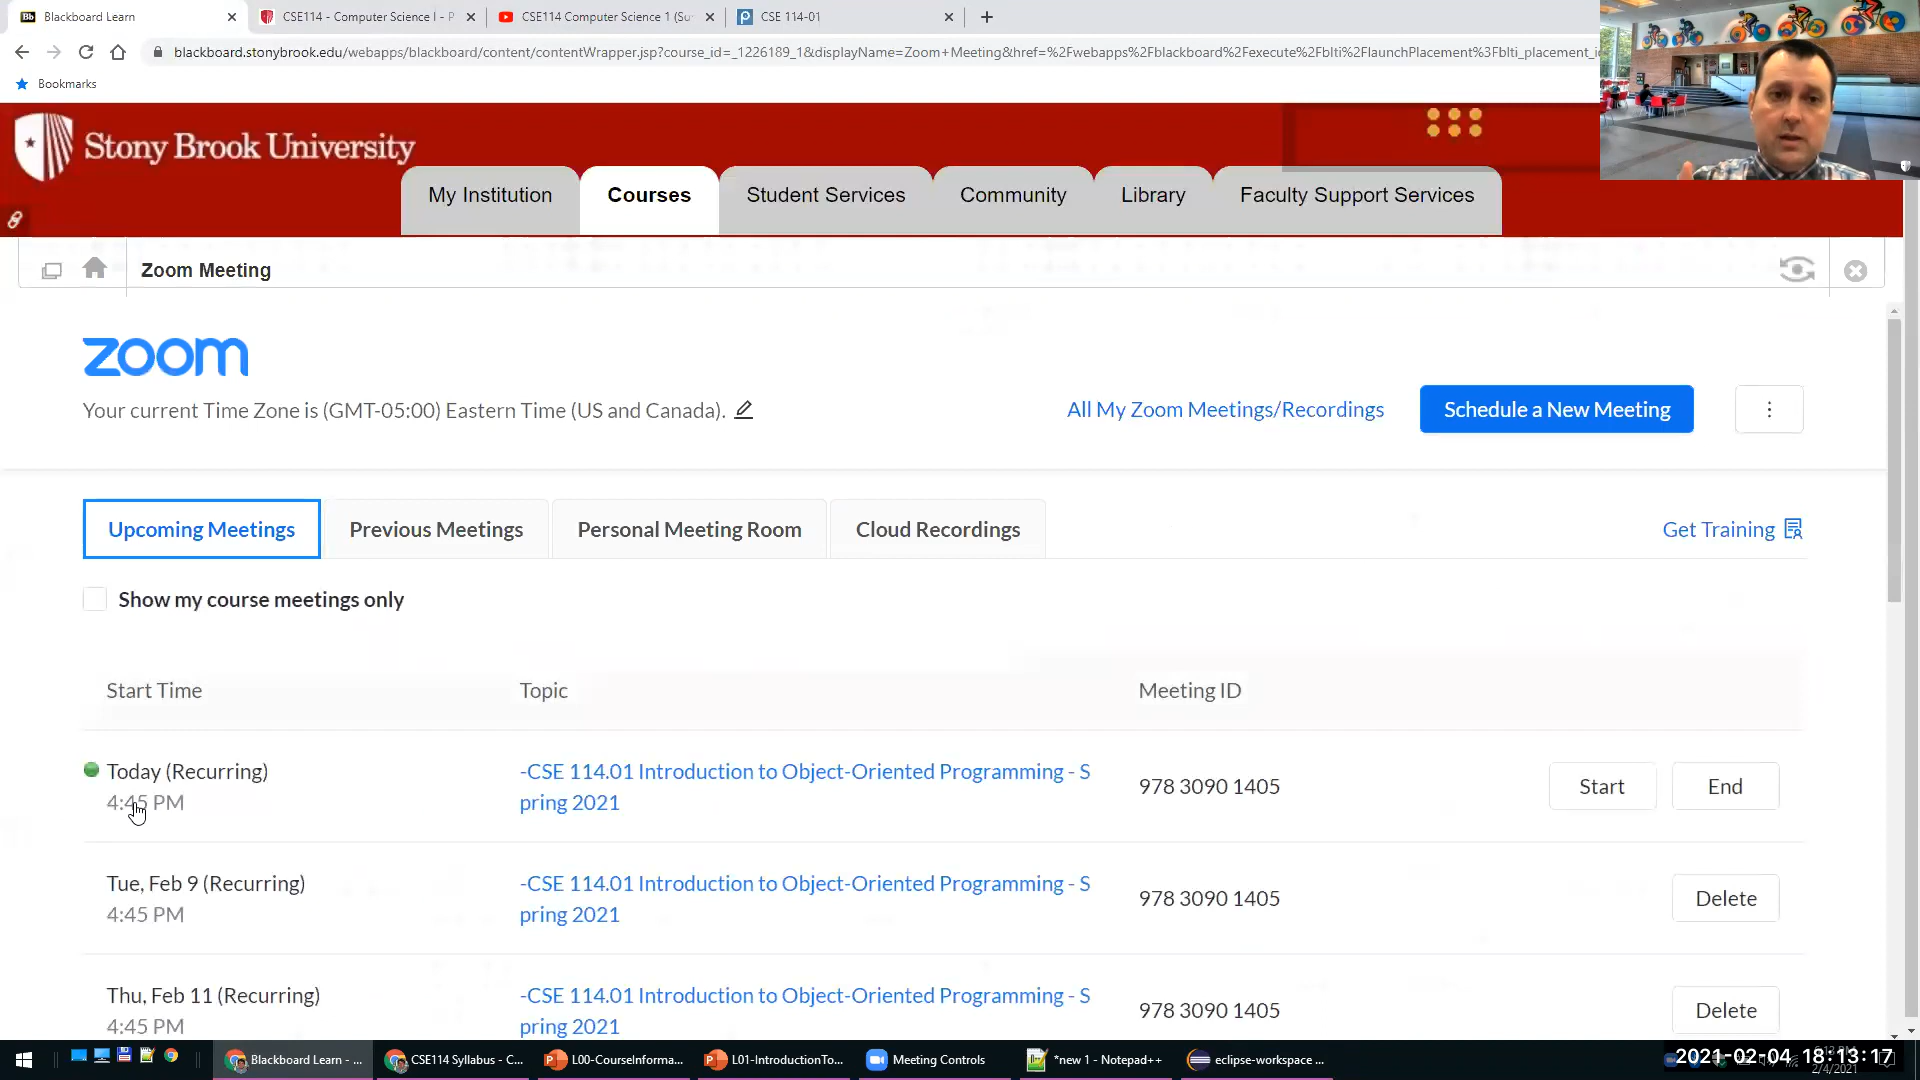 Blackboard Learn
CSE114 - Computer Science I - P
CSE114 Computer Science 1 (Su
CSE 114-01
blackboard.stonybrook.edu/webapps/blackboard/content/contentWrapper.jsp?course_id=_1226189_1&displayName=Zoom+Meeting&href=%2Fwebapps%2Fblackboard%2Fexecute%2Fblti%2FlaunchPlacement%3Fblti_placement_i
Bookmarks
Stony Brook University
My Institution
Courses
Student Services
Community
Library
Faculty Support Services
Zoom Meeting
zoom
Your current Time Zone is (GMT-05:00) Eastern Time (US and Canada).
All My Zoom Meetings/Recordings
Schedule a New Meeting
Upcoming Meetings
Previous Meetings
Personal Meeting Room
Cloud Recordings
Get Training
Show my course meetings only
Start Time
Topic
Meeting ID
Today (Recurring)
4:45 PM
-CSE 114.01 Introduction to Object-Oriented Programming - S
pring 2021
978 3090 1405
Start
End
Tue, Feb 9 (Recurring)
4:45 PM
-CSE 114.01 Introduction to Object-Oriented Programming - S
pring 2021
978 3090 1405
Delete
Thu, Feb 11 (Recurring)
4:45 PM
-CSE 114.01 Introduction to Object-Oriented Programming - S
pring 2021
978 3090 1405
Delete
Blackboard Learn - ...
CSE114 Syllabus - C...
L00-CourseInforma...
L01-IntroductionTo...
Meeting Controls
*new 1 - Notepad++
eclipse-workspace ...
2021-02-04 18:13:17
2/4/2021